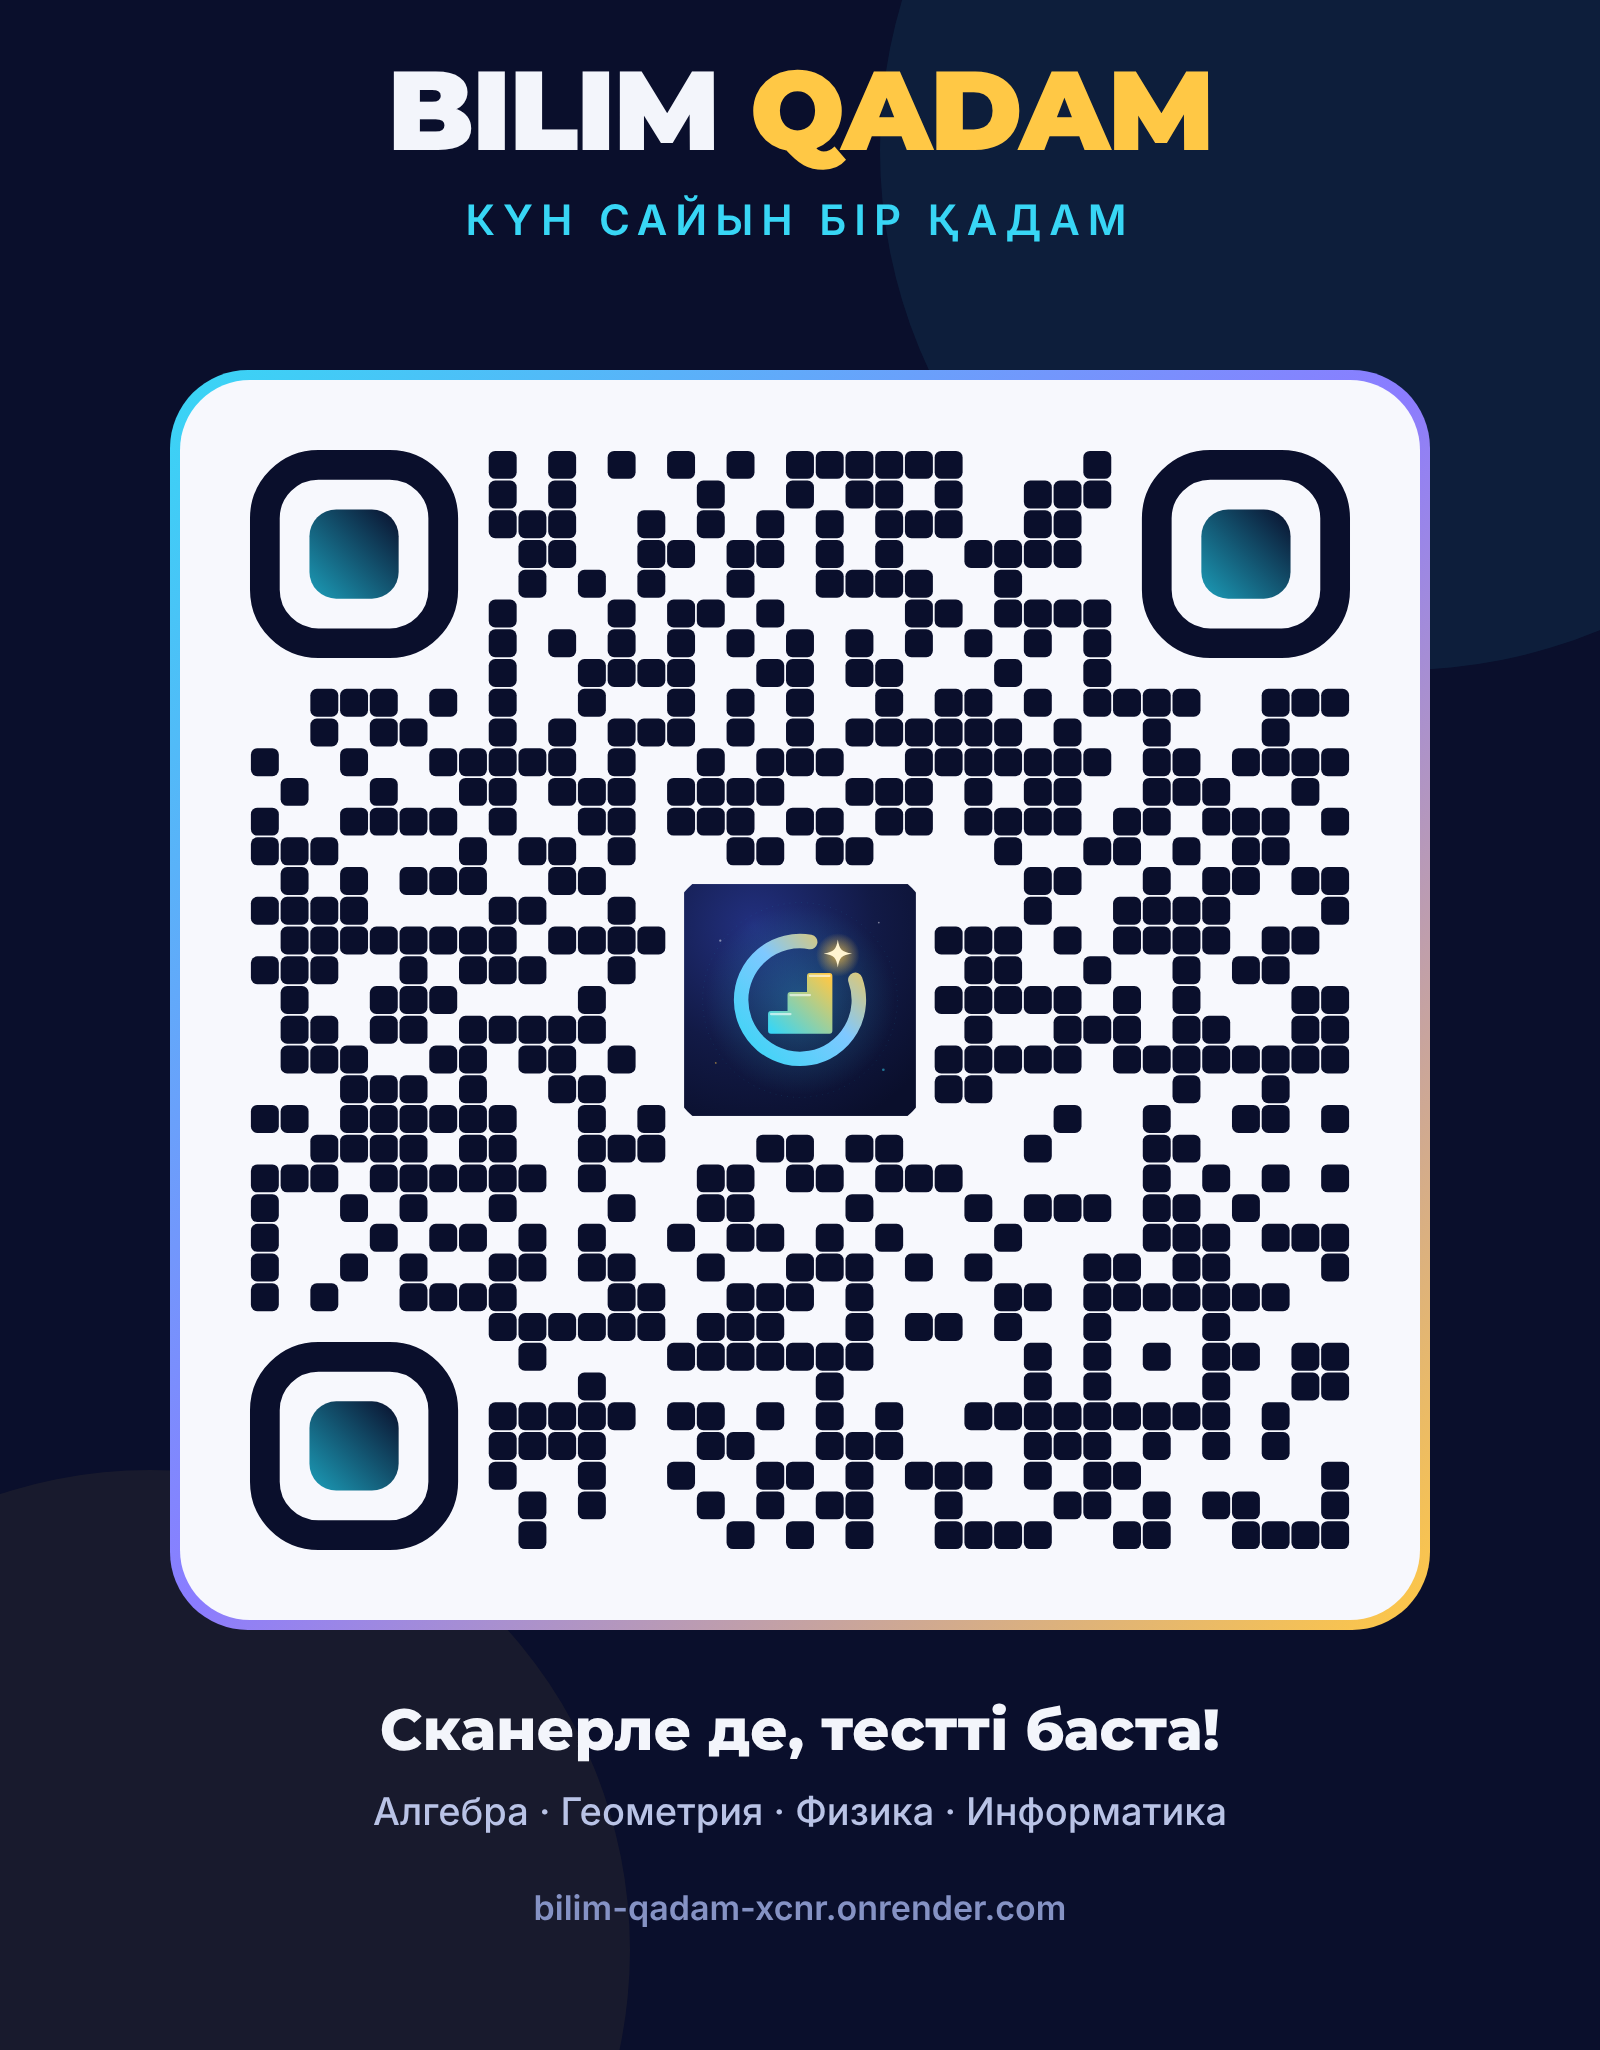 BILIM QADAM
КҮН САЙЫН БІР ҚАДАМ
Сканерле де, тестті баста!
Алгебра · Геометрия · Физика · Информатика
bilim-qadam-xcnr.onrender.com